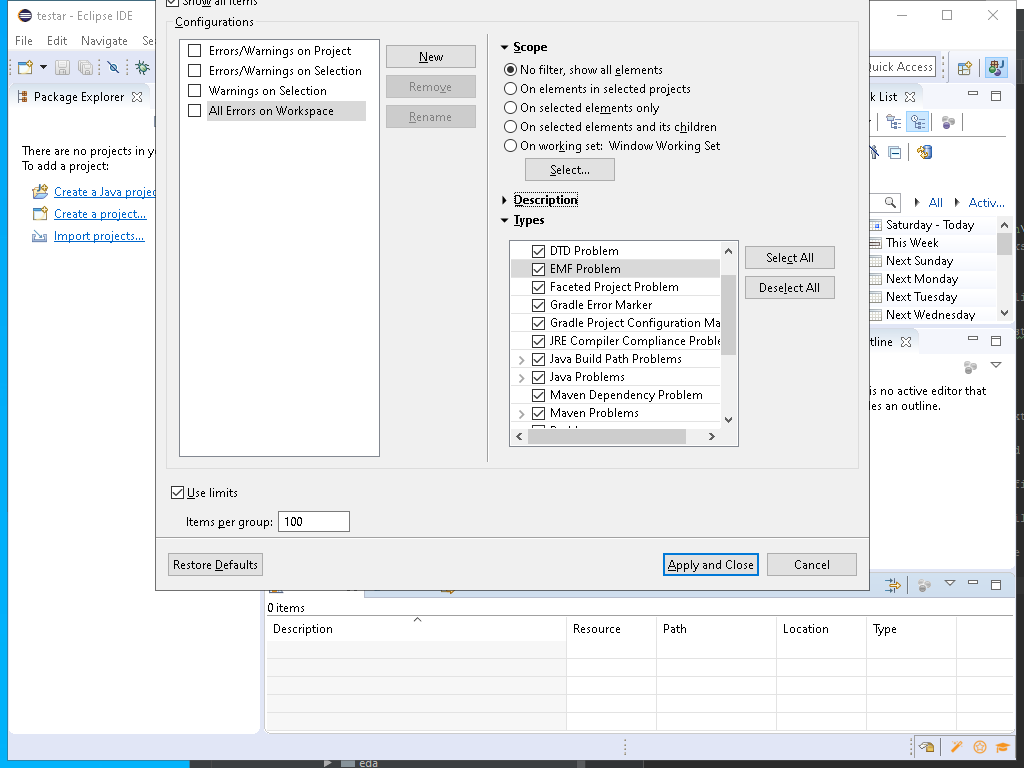 testar - Eclipse IDE
Show all items
File Edit Navigate
Configurations
Errors/Warnings on Project
Errors/Warnings on Selection
Warnings on Selection
All Errors on Workspace
New
Remove
Rename
Scope
No filter, show all elements
On elements in selected projects
On selected elements only
On selected elements and its children
On working set: Window Working Set
Select...
Description
Types
DTD Problem
EMF Problem
Faceted Project Problem
Gradle Error Marker
Gradle Project Configuration Ma
JRE Compiler Compliance Proble
Java Build Path Problems
Java Problems
Maven Dependency Problem
Maven Problems
Select All
Deselect All
Use limits
Items per group: 100
Restore Defaults
Apply and Close
Cancel
Package Explorer
There are no projects in y
To add a project:
Create a Java projec
Create a project...
Import projects...
Quick Access
k List
All Activ...
Saturday - Today
This Week
Next Sunday
Next Monday
Next Tuesday
Next Wednesday
tline
is no active editor that
des an outline.
0 items
Description Resource Path Location Type
eda